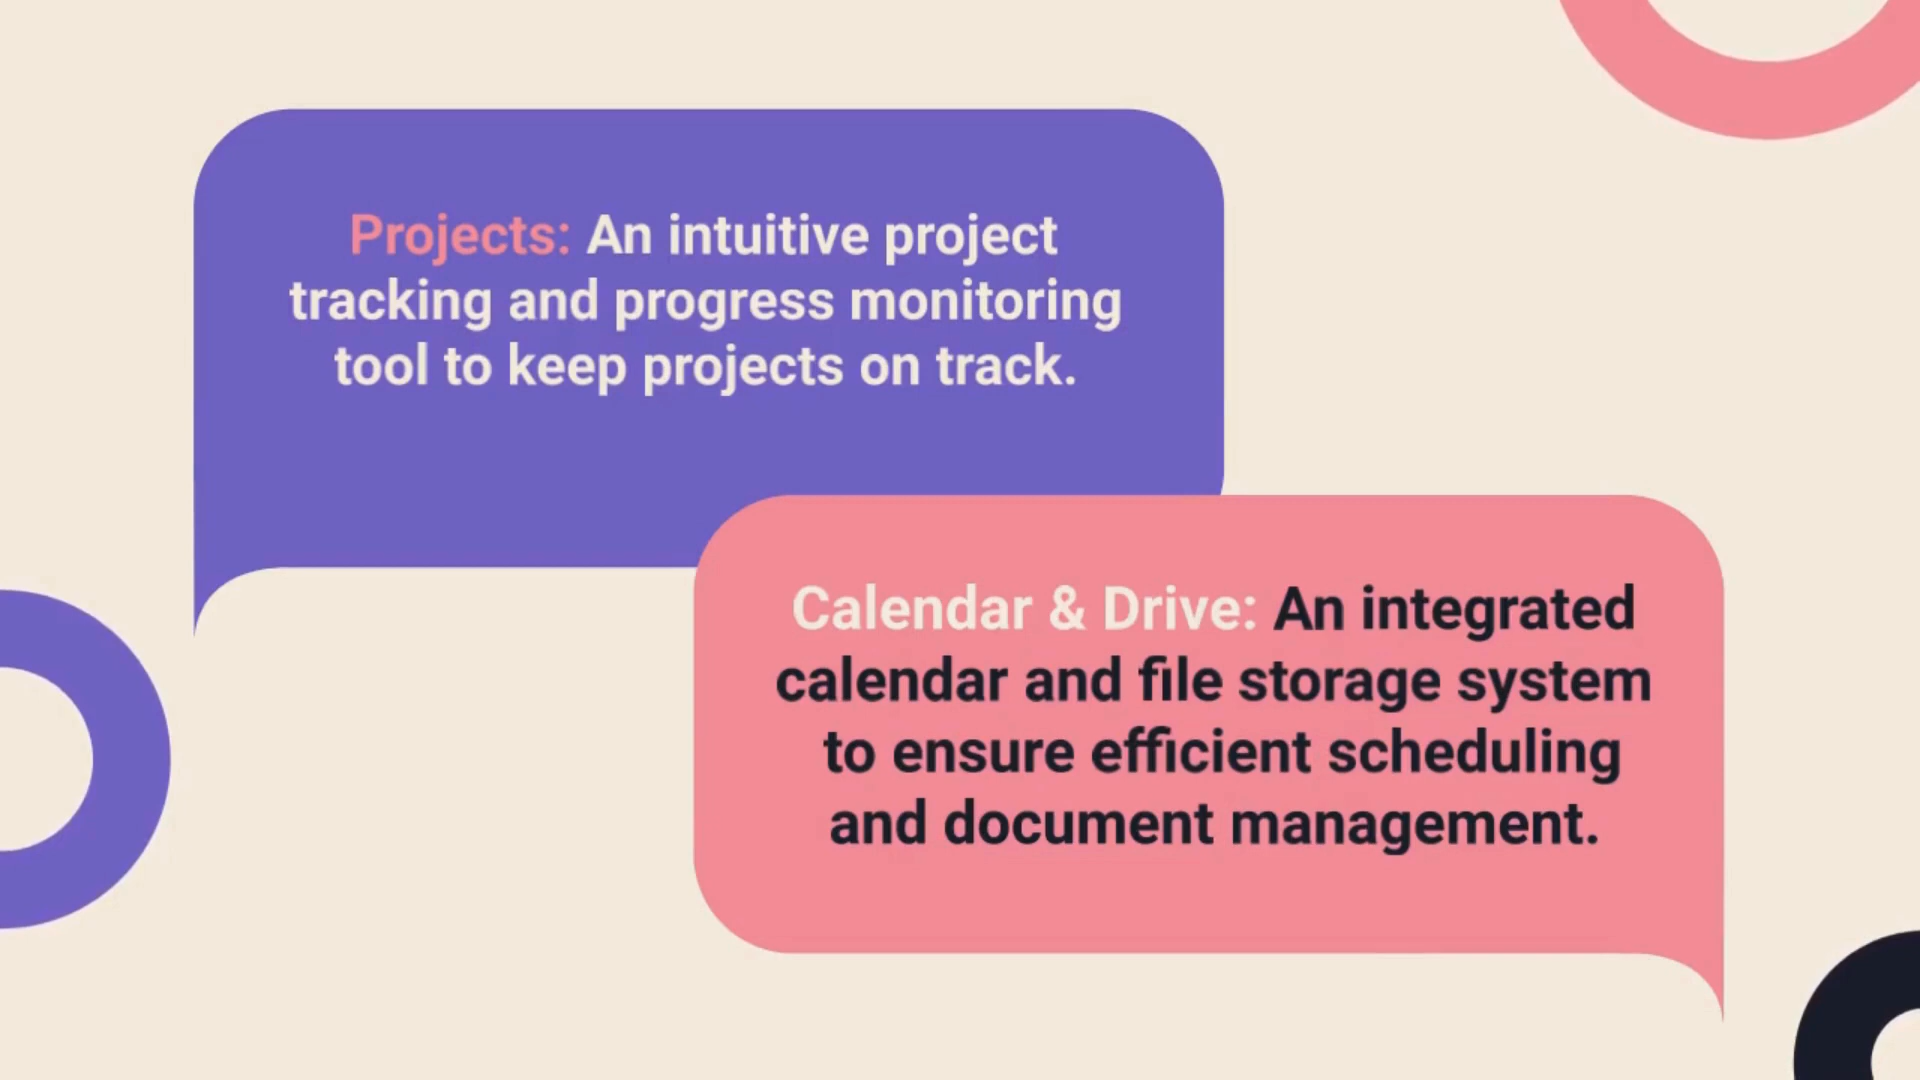 Projects: An intuitive project
tracking and progress monitoring
tool to keep projects on track.
Calendar & Drive: An integrated
calendar and file storage system
to ensure efficient scheduling
and document management.